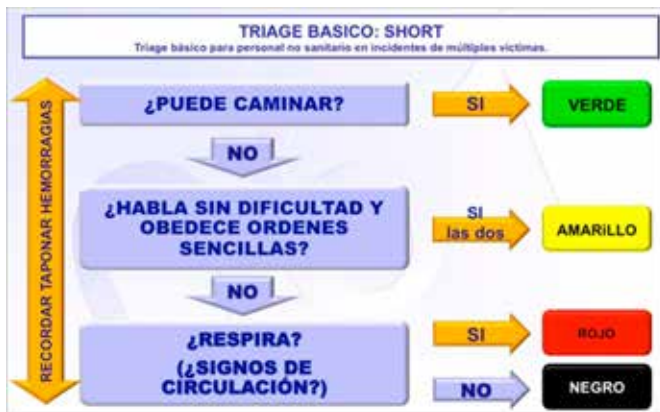 TRIAGE BASICO: SHORT
Triage básico para personal no sanitario en incidentes de múltiples víctimas.
RECORDAR TAPONAR HEMORRAGIAS
¿PUEDE CAMINAR?
SI
VERDE
NO
¿HABLA SIN DIFICULTAD Y
OBEDECE ORDENES
SENCILLAS?
SI
las dos
AMARiLLO
NO
¿RESPIRA?
(¿SIGNOS DE
CIRCULACIÓN?)
SI
ROJO
NO
NEGRO